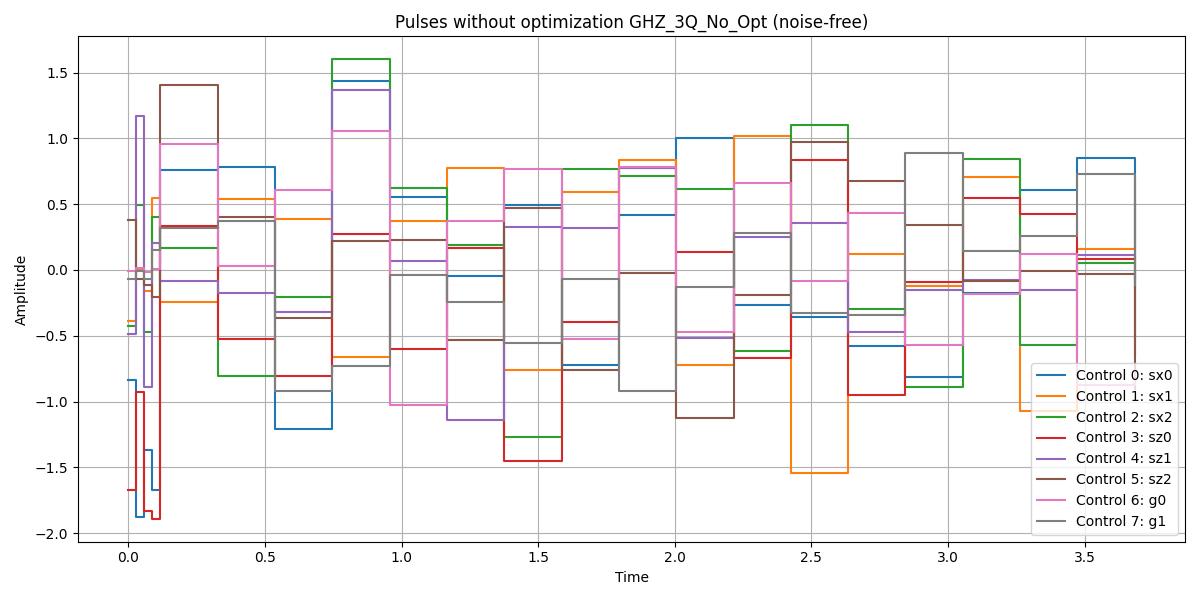 Pulses without optimization GHZ_3Q_No_Opt (noise-free)
Amplitude
1.5
1.0
0.5
0.0
−0.5
−1.0
−1.5
−2.0
0.0 0.5 1.0 1.5 2.0 2.5 3.0 3.5
Time
Control 0: sx0
Control 1: sx1
Control 2: sx2
Control 3: sz0
Control 4: sz1
Control 5: sz2
Control 6: g0
Control 7: g1